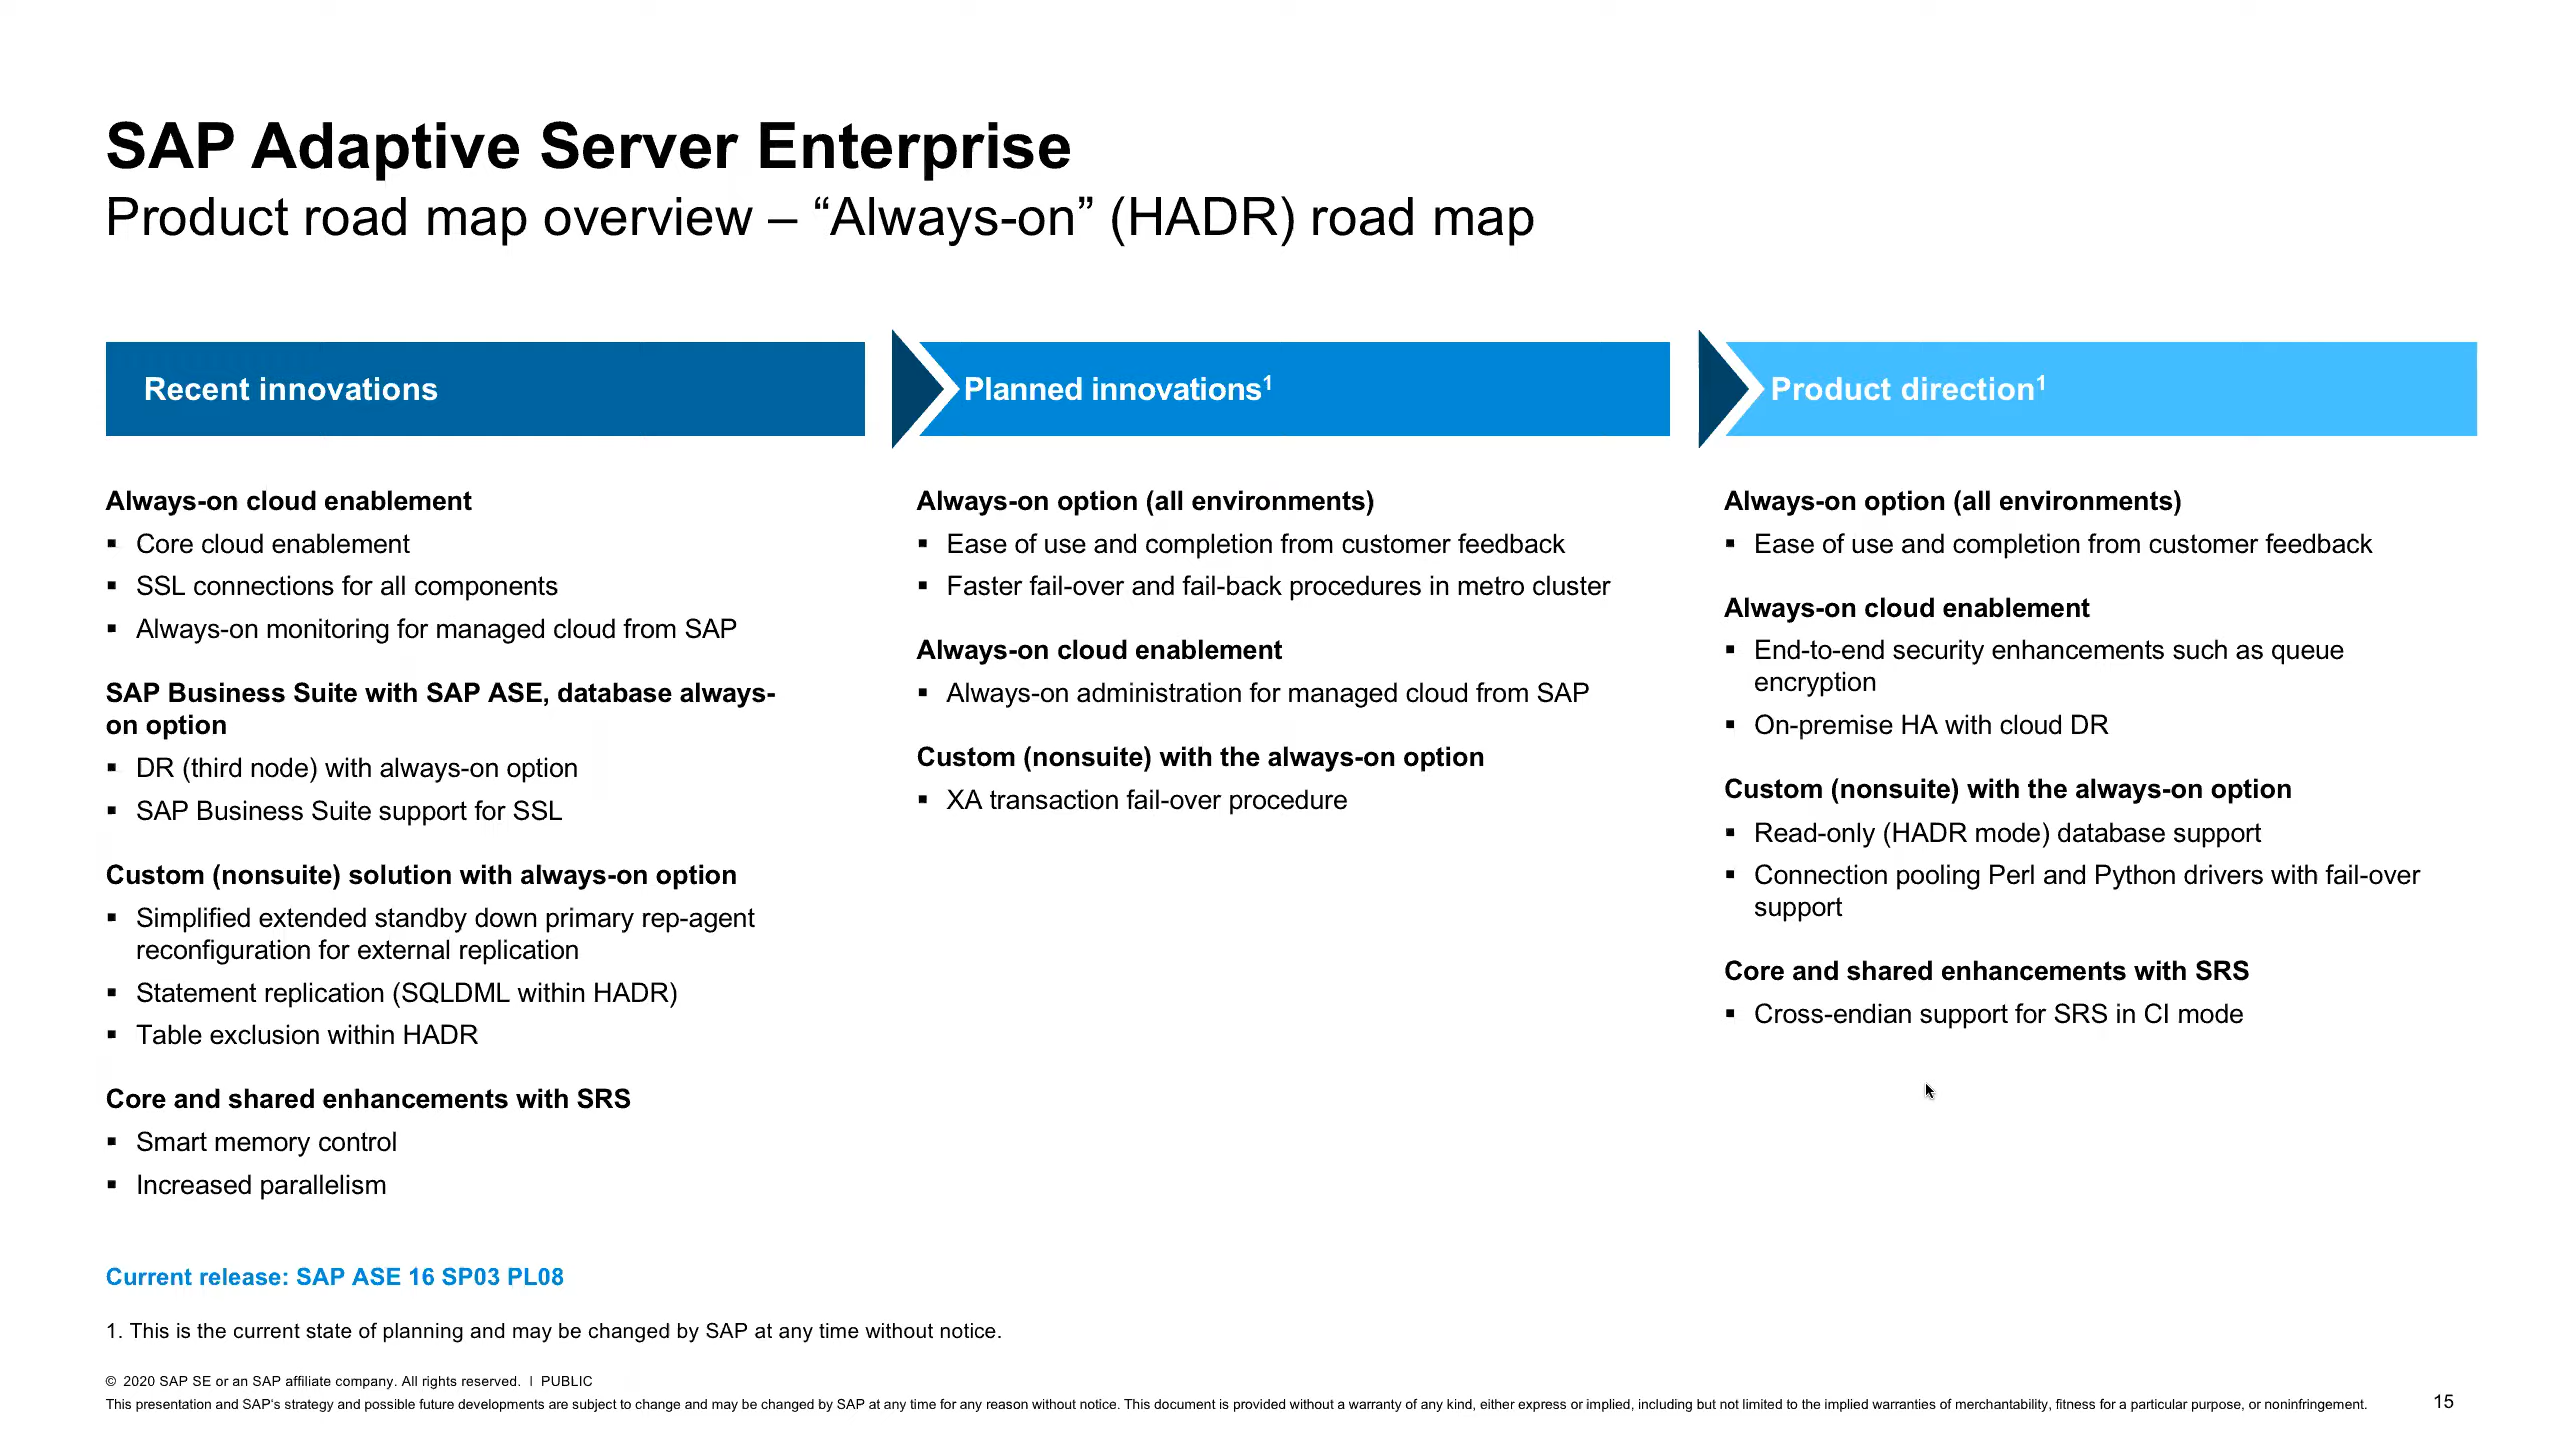 SAP Adaptive Server Enterprise
Product road map overview – “Always-on” (HADR) road map
Recent innovations
Always-on cloud enablement
▪ Core cloud enablement
▪ SSL connections for all components
▪ Always-on monitoring for managed cloud from SAP
SAP Business Suite with SAP ASE, database always-
on option
▪ DR (third node) with always-on option
▪ SAP Business Suite support for SSL
Custom (nonsuite) solution with always-on option
▪ Simplified extended standby down primary rep-agent
reconfiguration for external replication
▪ Statement replication (SQLDML within HADR)
▪ Table exclusion within HADR
Core and shared enhancements with SRS
▪ Smart memory control
▪ Increased parallelism
Planned innovations¹
Always-on option (all environments)
▪ Ease of use and completion from customer feedback
▪ Faster fail-over and fail-back procedures in metro cluster
Always-on cloud enablement
▪ Always-on administration for managed cloud from SAP
Custom (nonsuite) with the always-on option
▪ XA transaction fail-over procedure
Product direction¹
Always-on option (all environments)
▪ Ease of use and completion from customer feedback
Always-on cloud enablement
▪ End-to-end security enhancements such as queue
encryption
▪ On-premise HA with cloud DR
Custom (nonsuite) with the always-on option
▪ Read-only (HADR mode) database support
▪ Connection pooling Perl and Python drivers with fail-over
support
Core and shared enhancements with SRS
▪ Cross-endian support for SRS in CI mode
Current release: SAP ASE 16 SP03 PL08
1. This is the current state of planning and may be changed by SAP at any time without notice.
© 2020 SAP SE or an SAP affiliate company. All rights reserved. | PUBLIC
This presentation and SAP's strategy and possible future developments are subject to change and may be changed by SAP at any time for any reason without notice. This document is provided without a warranty of any kind, either express or implied, including but not limited to the implied warranties of merchantability, fitness for a particular purpose, or noninfringement.
15